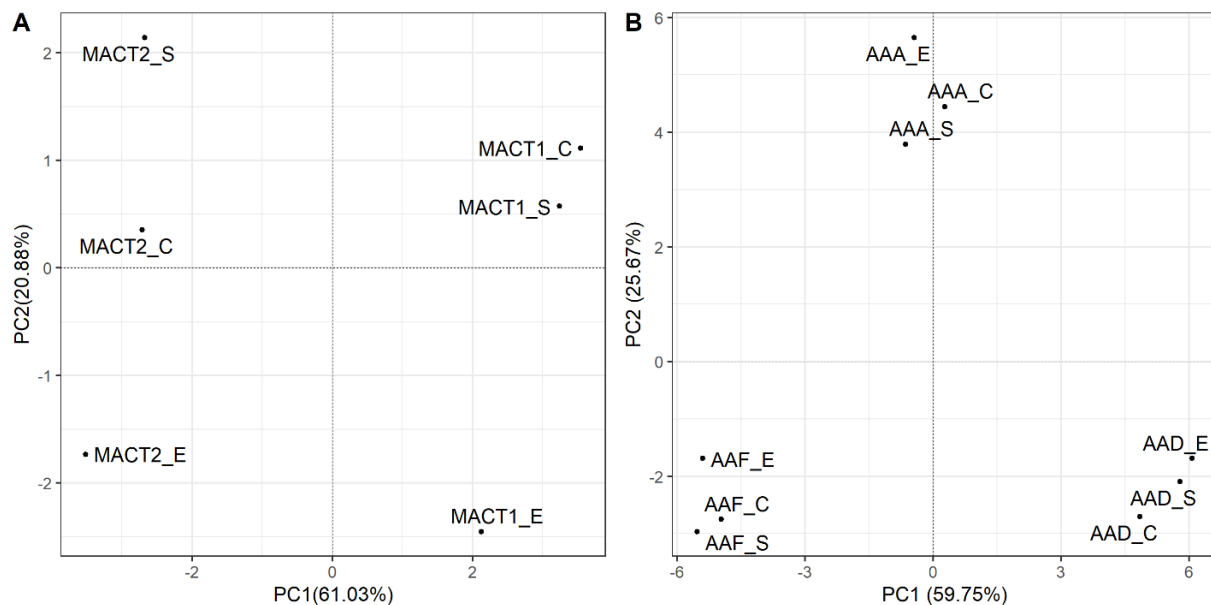 A
2
1
0
-1
-2
PC2(20.88%)
MACT2_S
MACT1_C
MACT1_S
MACT2_C
MACT2_E
MACT1_E
-2
0
2
PC1(61.03%)
B
6
4
2
0
-2
PC2 (25.67%)
AAA_E
AAA_C
AAA_S
AAF_E
AAD_E
AAD_S
AAF_C
AAD_C
AAF_S
-6
-3
0
3
6
PC1 (59.75%)